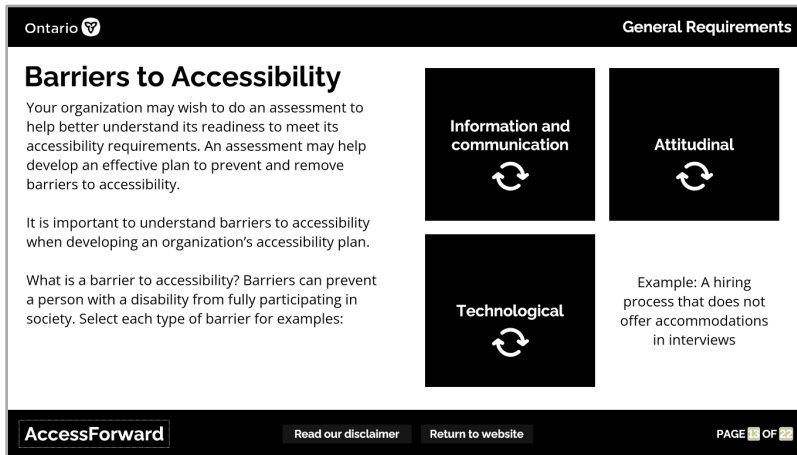 Ontario
General Requirements
Barriers to Accessibility
Your organization may wish to do an assessment to
help better understand its readiness to meet its
accessibility requirements. An assessment may help
develop an effective plan to prevent and remove
barriers to accessibility.
It is important to understand barriers to accessibility
when developing an organization’s accessibility plan.
What is a barrier to accessibility? Barriers can prevent
a person with a disability from fully participating in
society. Select each type of barrier for examples:
Information and
communication
Attitudinal
Technological
Example: A hiring
process that does not
offer accommodations
in interviews
AccessForward
Read our disclaimer
Return to website
PAGE 13 OF 22